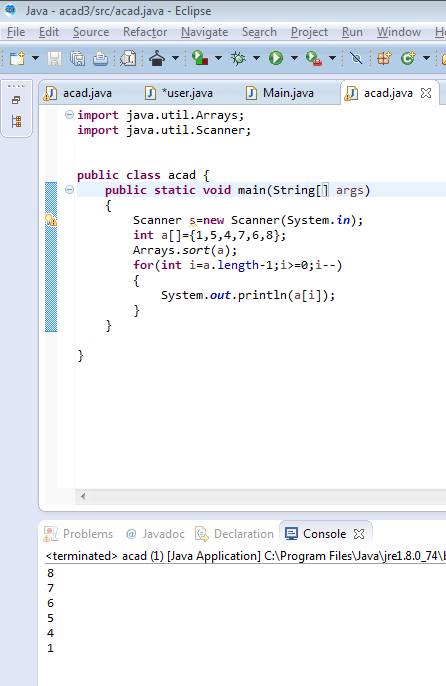 Java - acad3/src/acad.java - Eclipse
File Edit Source Refactor Navigate Search Project Run Window
acad.java *user.java Main.java acad.java
import java.util.Arrays;
import java.util.Scanner;
public class acad {
public static void main(String[] args)
{
Scanner s=new Scanner(System.in);
int a[]={1,5,4,7,6,8};
Arrays.sort(a);
for(int i=a.length-1;i>=0;i--)
{
System.out.println(a[i]);
}
}
}
Problems @ Javadoc Declaration Console
<terminated> acad (1) [Java Application] C:\Program Files\Java\jre1.8.0_74\
8
7
6
5
4
1